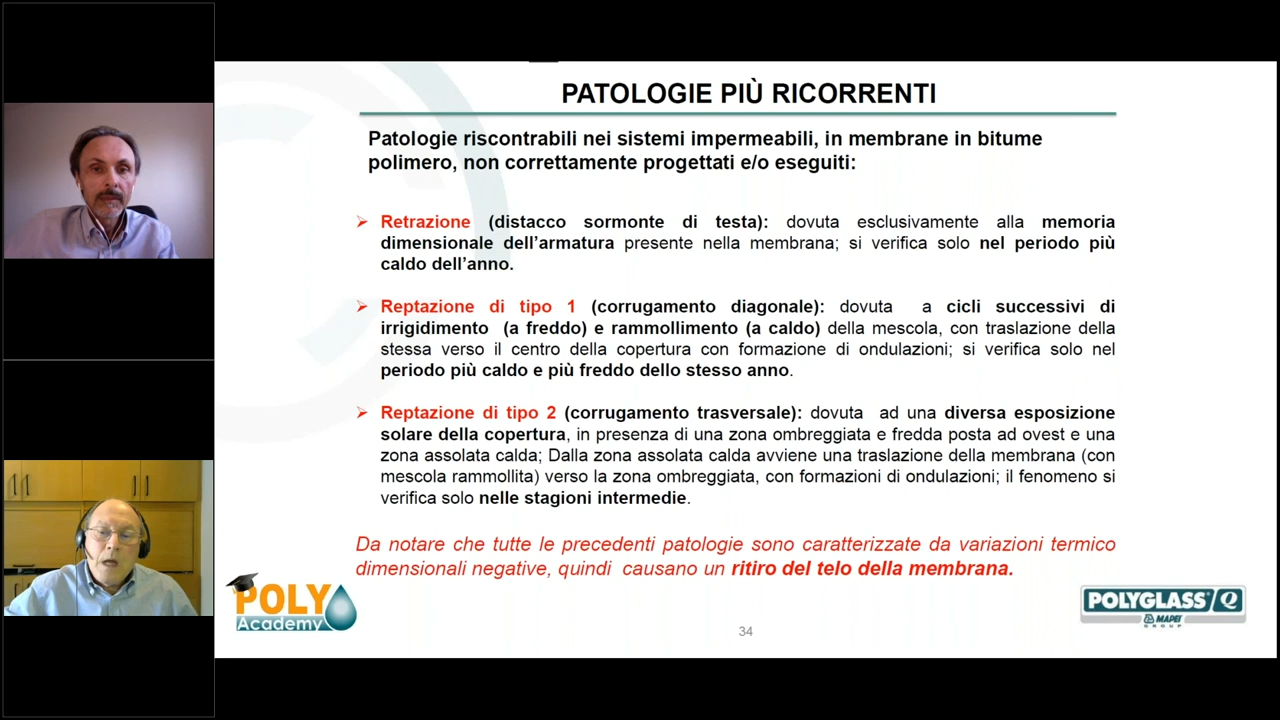 PATOLOGIE PIÙ RICORRENTI
Patologie riscontrabili nei sistemi impermeabili, in membrane in bitume
polimero, non correttamente progettati e/o eseguiti:
➢ Retrazione (distacco sormonte di testa): dovuta esclusivamente alla memoria
dimensionale dell'armatura presente nella membrana; si verifica solo nel periodo più
caldo dell'anno.
➢ Reptazione di tipo 1 (corrugamento diagonale): dovuta a cicli successivi di
irrigidimento (a freddo) e rammollimento (a caldo) della mescola, con traslazione della
stessa verso il centro della copertura con formazione di ondulazioni; si verifica solo nel
periodo più caldo e più freddo dello stesso anno.
➢ Reptazione di tipo 2 (corrugamento trasversale): dovuta ad una diversa esposizione
solare della copertura, in presenza di una zona ombreggiata e fredda posta ad ovest e una
zona assolata calda; Dalla zona assolata calda avviene una traslazione della membrana (con
mescola rammollita) verso la zona ombreggiata, con formazioni di ondulazioni; il fenomeno si
verifica solo nelle stagioni intermedie.
Da notare che tutte le precedenti patologie sono caratterizzate da variazioni termico
dimensionali negative, quindi causano un ritiro del telo della membrana.
POLY
Academy
POLYGLASS® Q
MAPEI
GROUP
34